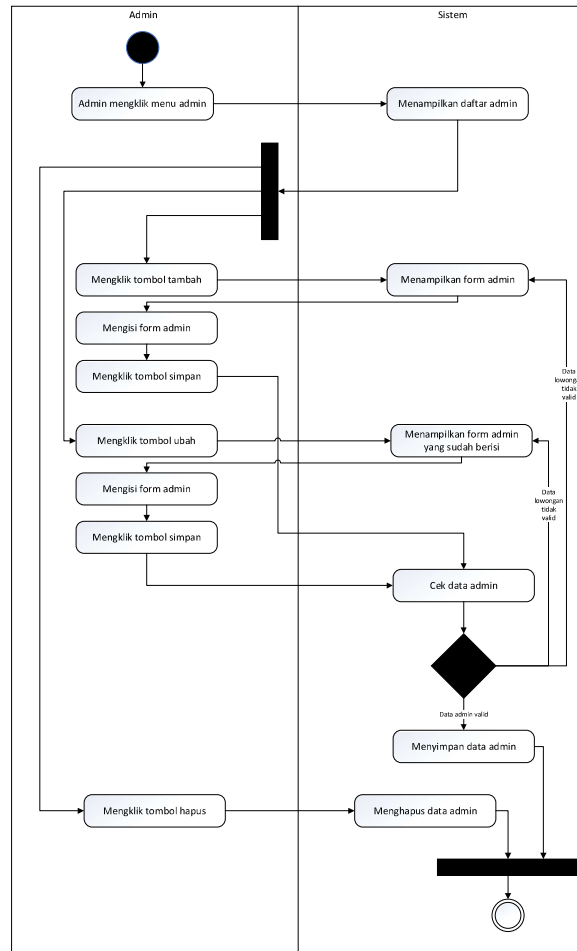 Admin
Sistem
Admin mengklik menu admin
Menampilkan daftar admin
Mengklik tombol tambah
Menampilkan form admin
Mengisi form admin
Mengklik tombol simpan
Data
lowongan
tidak
valid
Mengklik tombol ubah
Menampilkan form admin
yang sudah berisi
Mengisi form admin
Data
lowongan
tidak
valid
Mengklik tombol simpan
Cek data admin
Data admin valid
Menyimpan data admin
Mengklik tombol hapus
Menghapus data admin